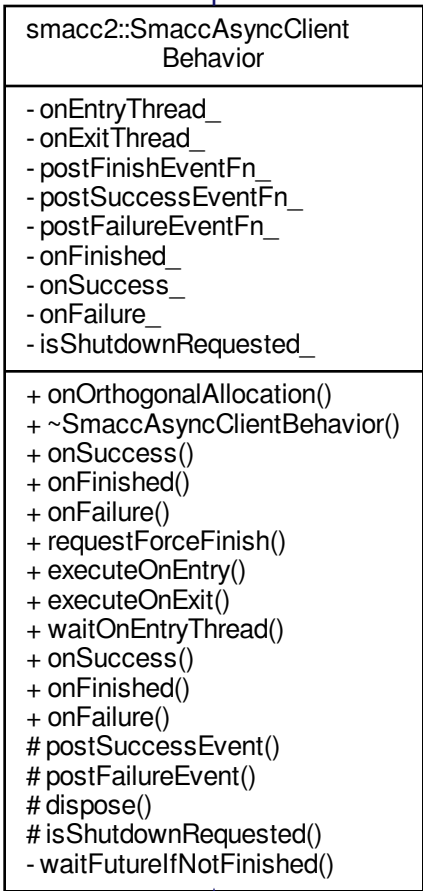 smacc2::SmaccAsyncClient
Behavior
- onEntryThread_
- onExitThread_
- postFinishEventFn_
- postSuccessEventFn_
- postFailureEventFn_
- onFinished_
- onSuccess_
- onFailure_
- isShutdownRequested_
+ onOrthogonalAllocation()
+ ~SmaccAsyncClientBehavior()
+ onSuccess()
+ onFinished()
+ onFailure()
+ requestForceFinish()
+ executeOnEntry()
+ executeOnExit()
+ waitOnEntryThread()
+ onSuccess()
+ onFinished()
+ onFailure()
# postSuccessEvent()
# postFailureEvent()
# dispose()
# isShutdownRequested()
- waitFutureIfNotFinished()